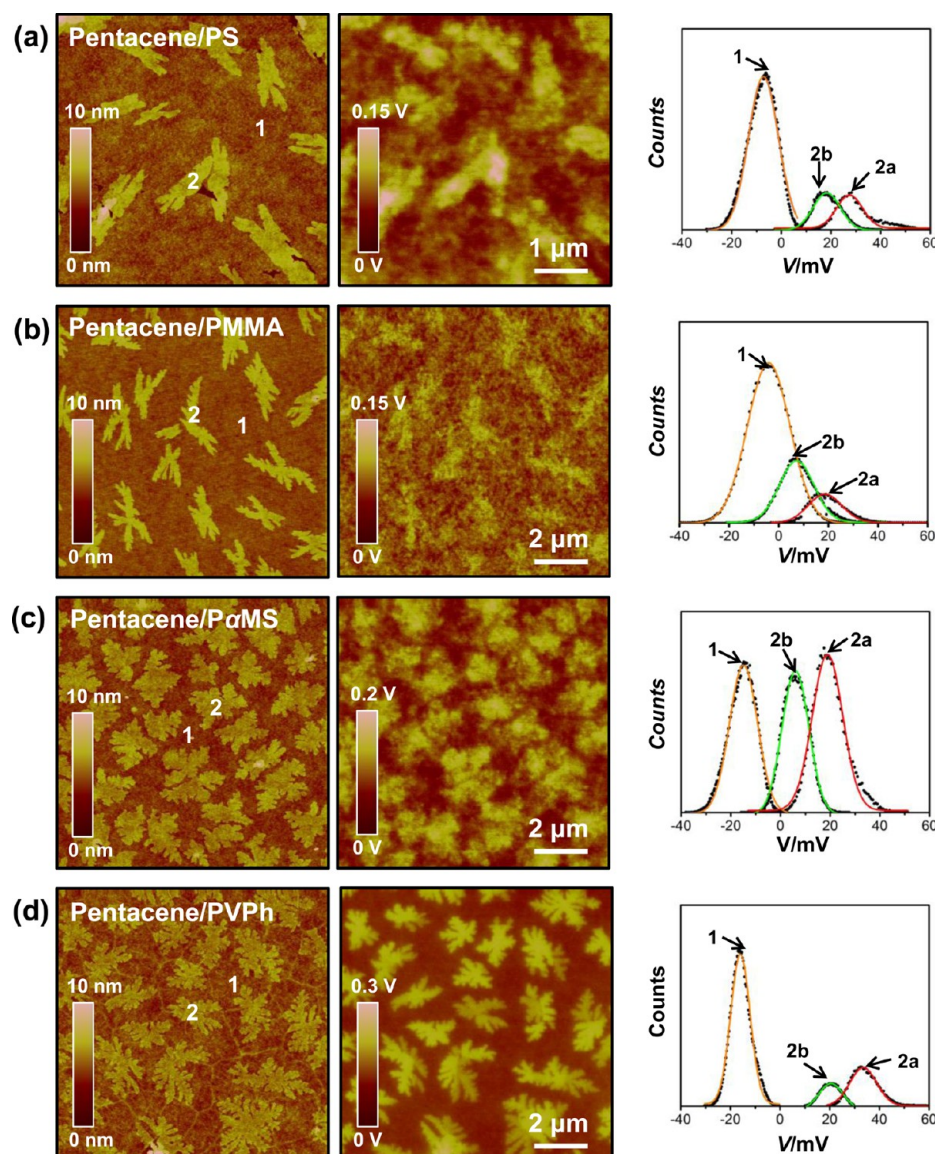 (a) Pentacene/PS
10 nm
0 nm
1
2
0.15 V
0 V
1 µm
Counts
1
2b
2a
-40 -20 0 20 40 60
V/mV
(b) Pentacene/PMMA
10 nm
0 nm
2 1
0.15 V
0 V
2 µm
Counts
1
2b
2a
-40 -20 0 20 40 60
V/mV
(c) Pentacene/PαMS
10 nm
0 nm
2
1
0.2 V
0 V
2 µm
Counts
1 2b 2a
-40 -20 0 20 40 60
V/mV
(d) Pentacene/PVPh
10 nm
0 nm
1
2
0.3 V
0 V
2 µm
Counts
1
2b 2a
-40 -20 0 20 40 60
V/mV